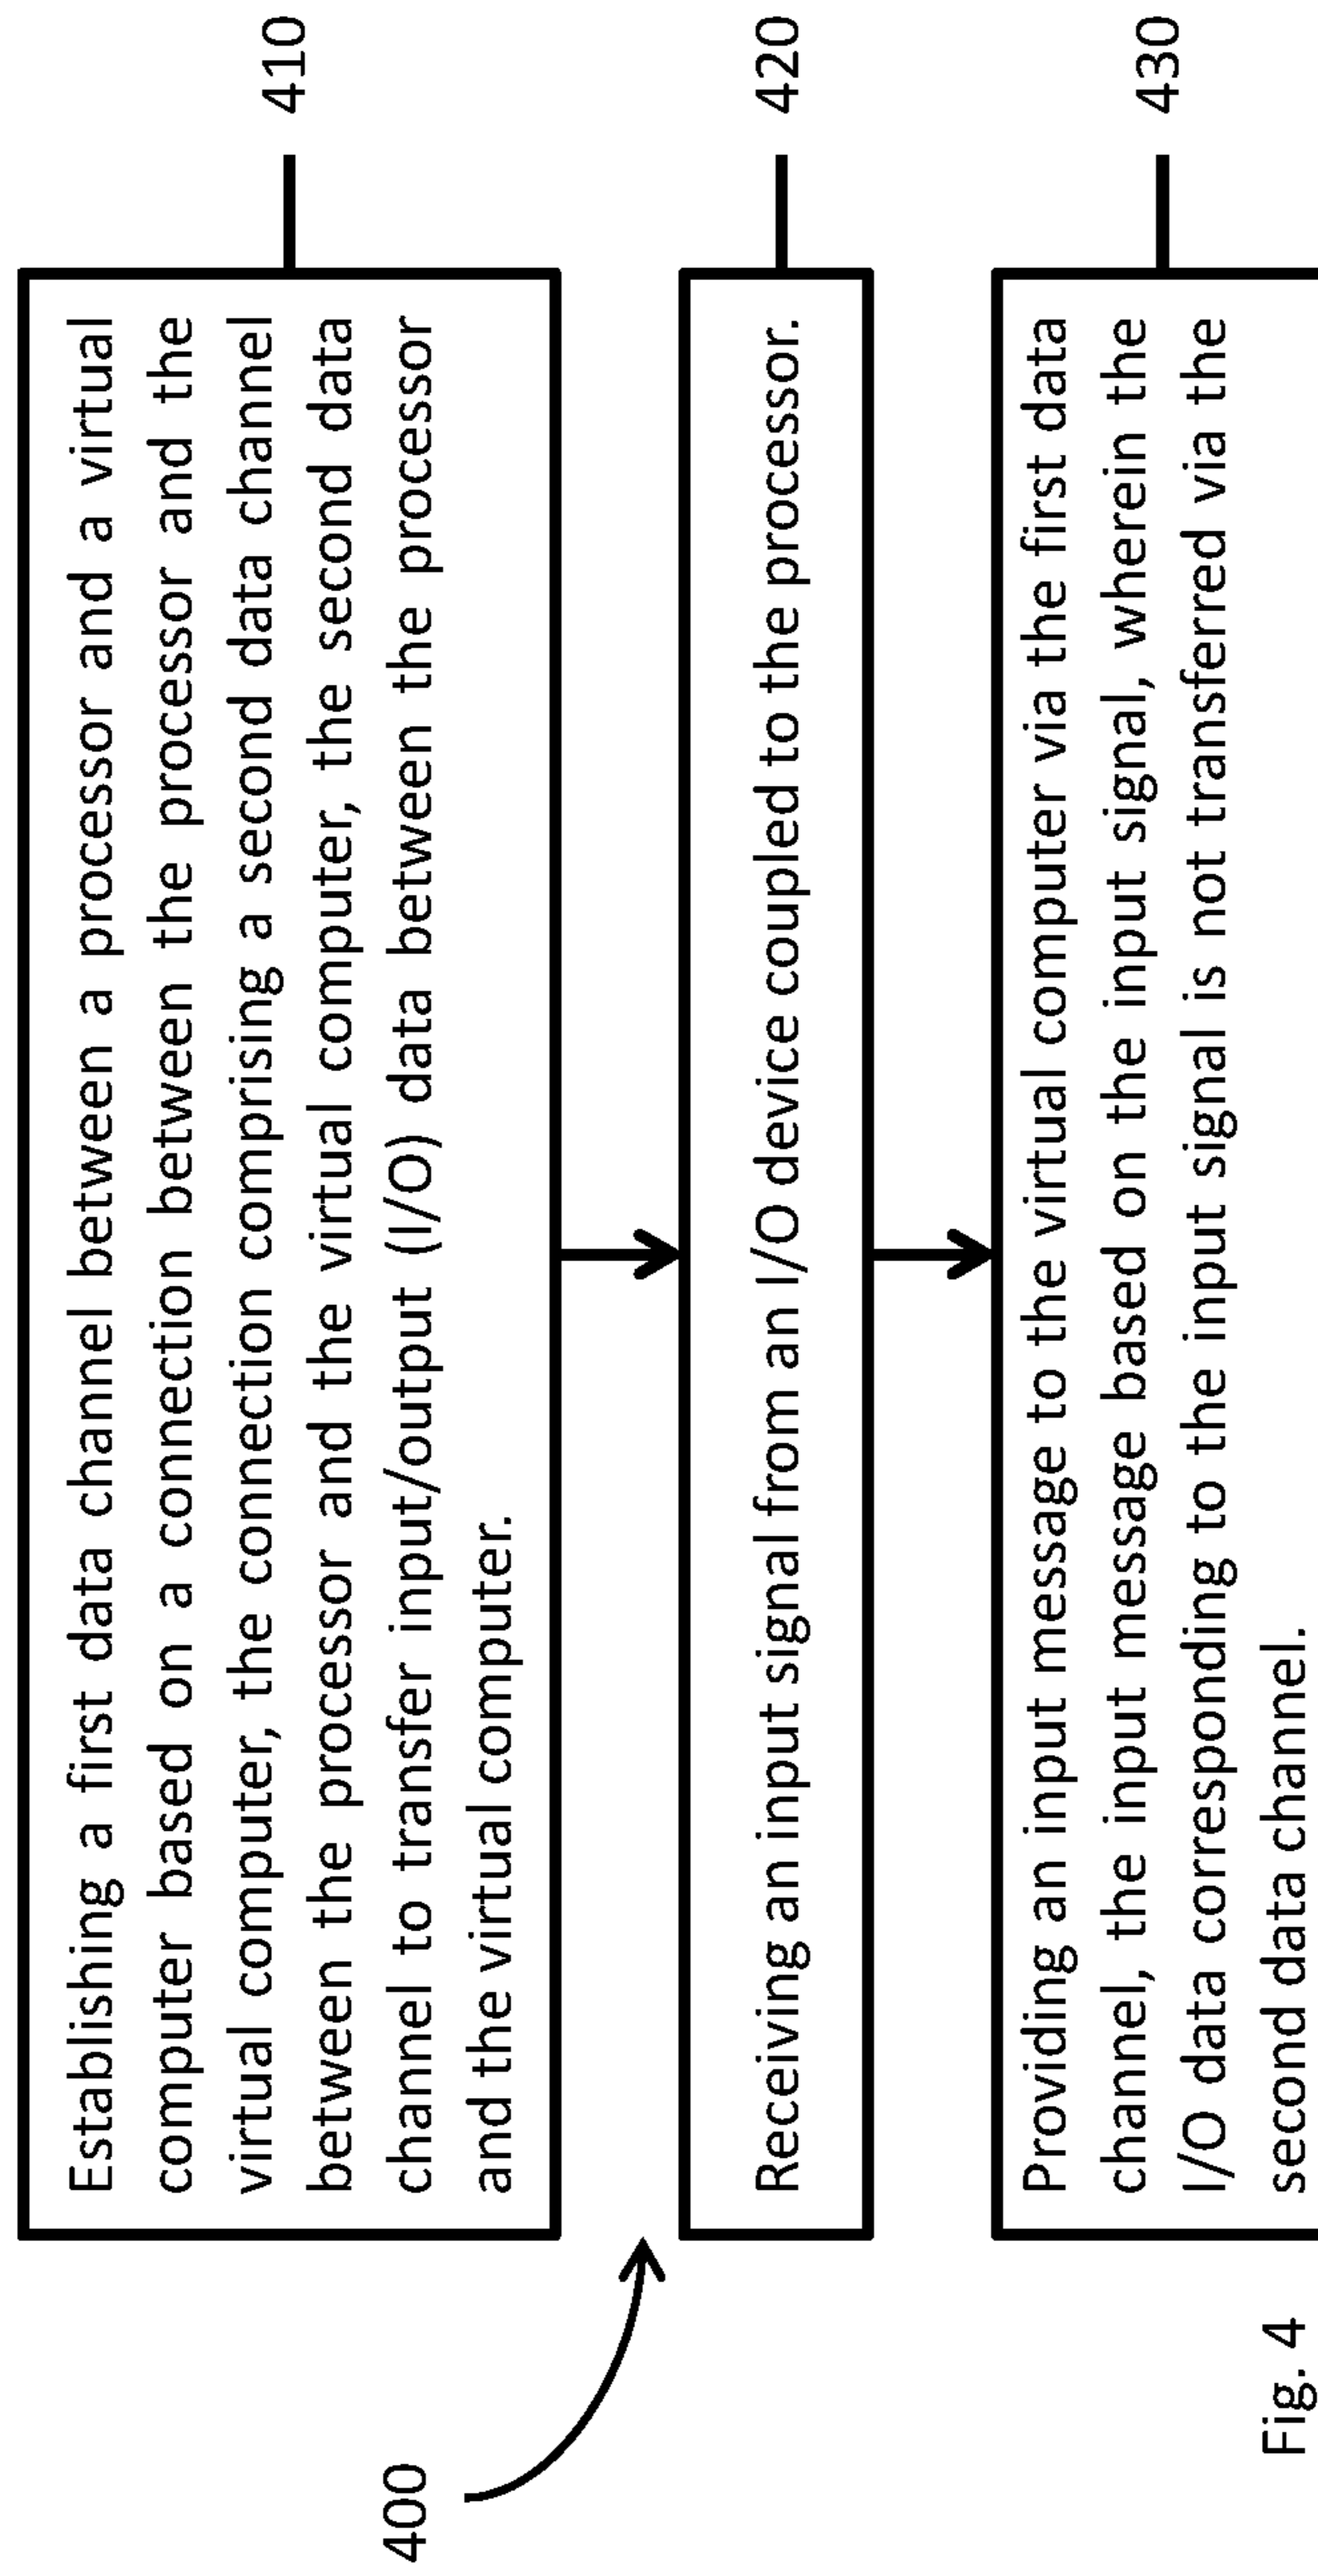 Establishing a first data channel between a processor and a virtual
computer based on a connection between the processor and the
virtual computer, the connection comprising a second data channel
between the processor and the virtual computer, the second data
channel to transfer input/output (I/O) data between the processor
and the virtual computer.
410
400
Receiving an input signal from an I/O device coupled to the processor.
420
Providing an input message to the virtual computer via the first data
channel, the input message based on the input signal, wherein the
I/O data corresponding to the input signal is not transferred via the
second data channel.
430
Fig. 4